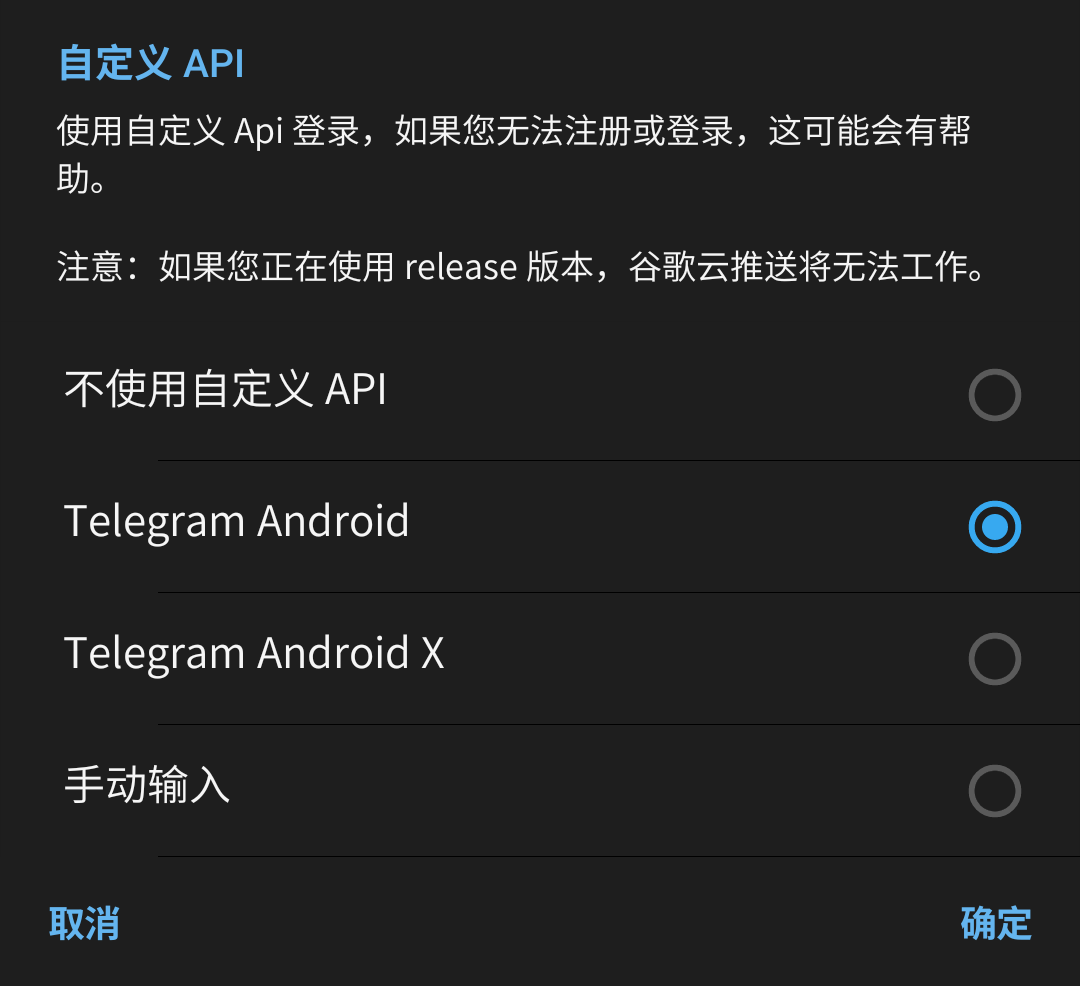 自定义 API
使用自定义 Api 登录，如果您无法注册或登录，这可能会有帮
助。
注意：如果您正在使用 release 版本，谷歌云推送将无法工作。
不使用自定义 API
Telegram Android
Telegram Android X
手动输入
取消
确定